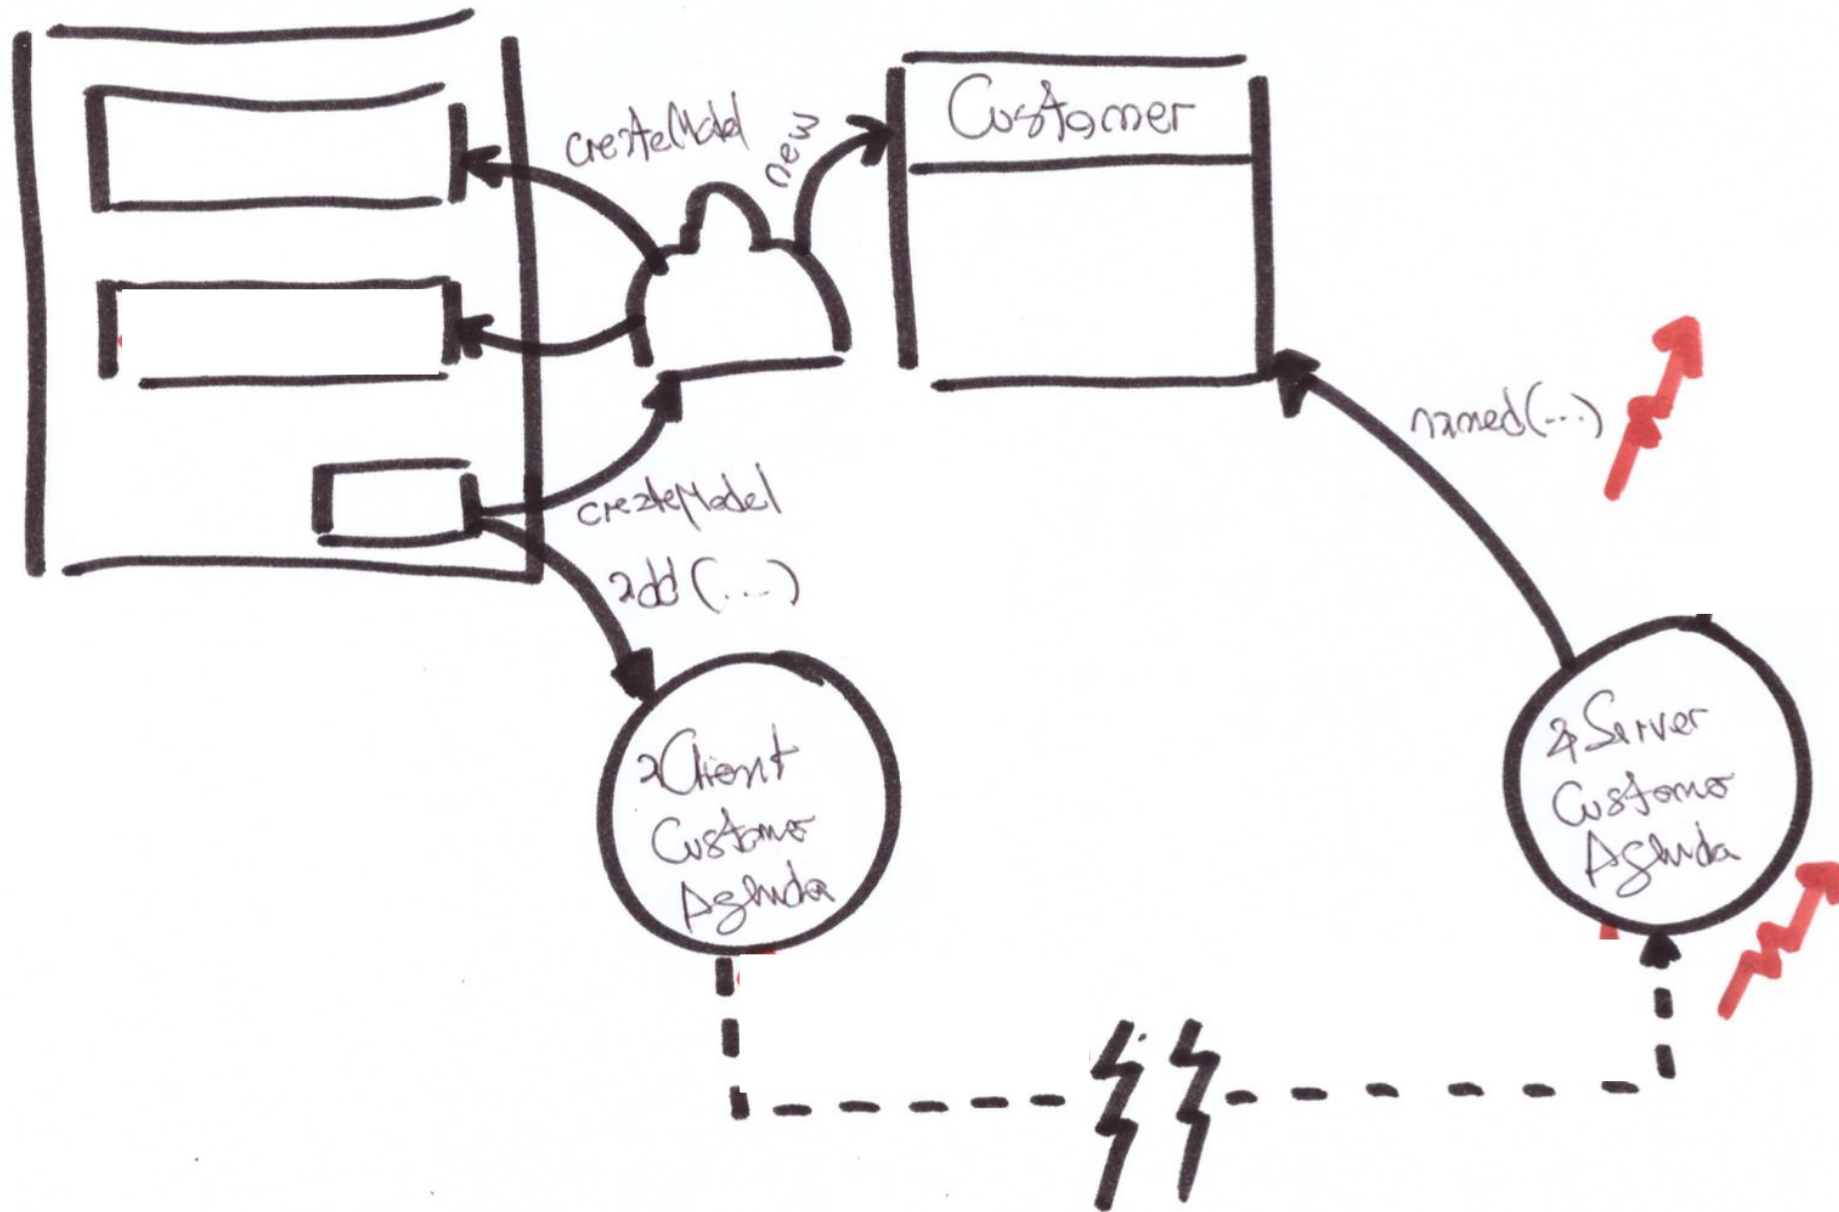 createModel
new
Customer
named(...)
createModel
add(...)
aClient
Customer
Agenda
aServer
Customer
Agenda